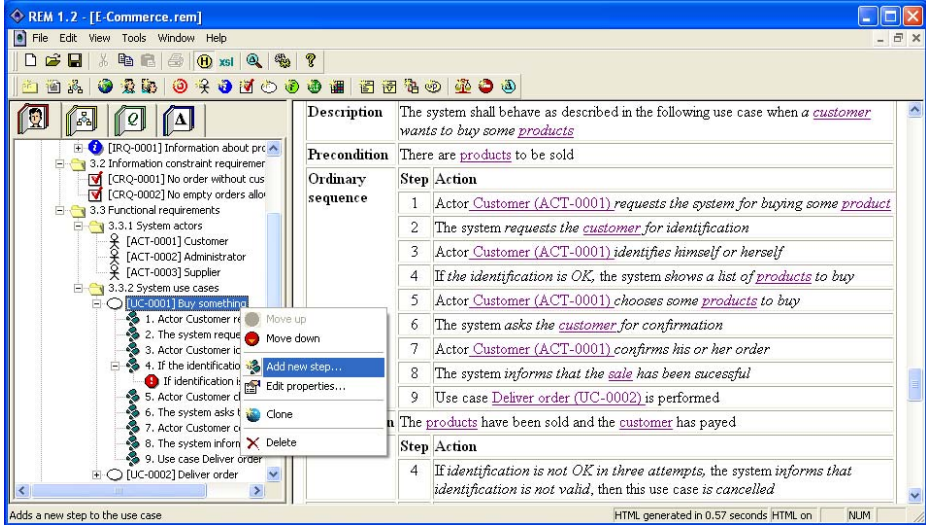 REM 1.2 - [E-Commerce.rem]
File Edit View Tools Window Help
H xsl
Q A
[IRQ-0001] Information about pro
3.2 Information constraint requiremer
[CRQ-0001] No order without cus
[CRQ-0002] No empty orders allo
3.3 Functional requirements
3.3.1 System actors
[ACT-0001] Customer
[ACT-0002] Administrator
[ACT-0003] Supplier
3.3.2 System use cases
[UC-0001] Buy something
1. Actor Customer re
2. The system reque
3. Actor Customer ic
4. If the identificatio
If identification is
5. Actor Customer cl
6. The system asks t
7. Actor Customer co
8. The system inform
9. Use case Deliver order
[UC-0002] Deliver order
Move up
Move down
Add new step...
Edit properties...
Clone
Delete
Description The system shall behave as described in the following use case when a customer
wants to buy some products
Precondition There are products to be sold
Ordinary Step Action
sequence
1 Actor Customer (ACT-0001) requests the system for buying some product
2 The system requests the customer for identification
3 Actor Customer (ACT-0001) identifies himself or herself
4 If the identification is OK, the system shows a list of products to buy
5 Actor Customer (ACT-0001) chooses some products to buy
6 The system asks the customer for confirmation
7 Actor Customer (ACT-0001) confirms his or her order
8 The system informs that the sale has been sucessful
9 Use case Deliver order (UC-0002) is performed
n The products have been sold and the customer has payed
Step Action
4 If identification is not OK in three attempts, the system informs that
identification is not valid, then this use case is cancelled
Adds a new step to the use case HTML generated in 0.57 seconds HTML on NUM